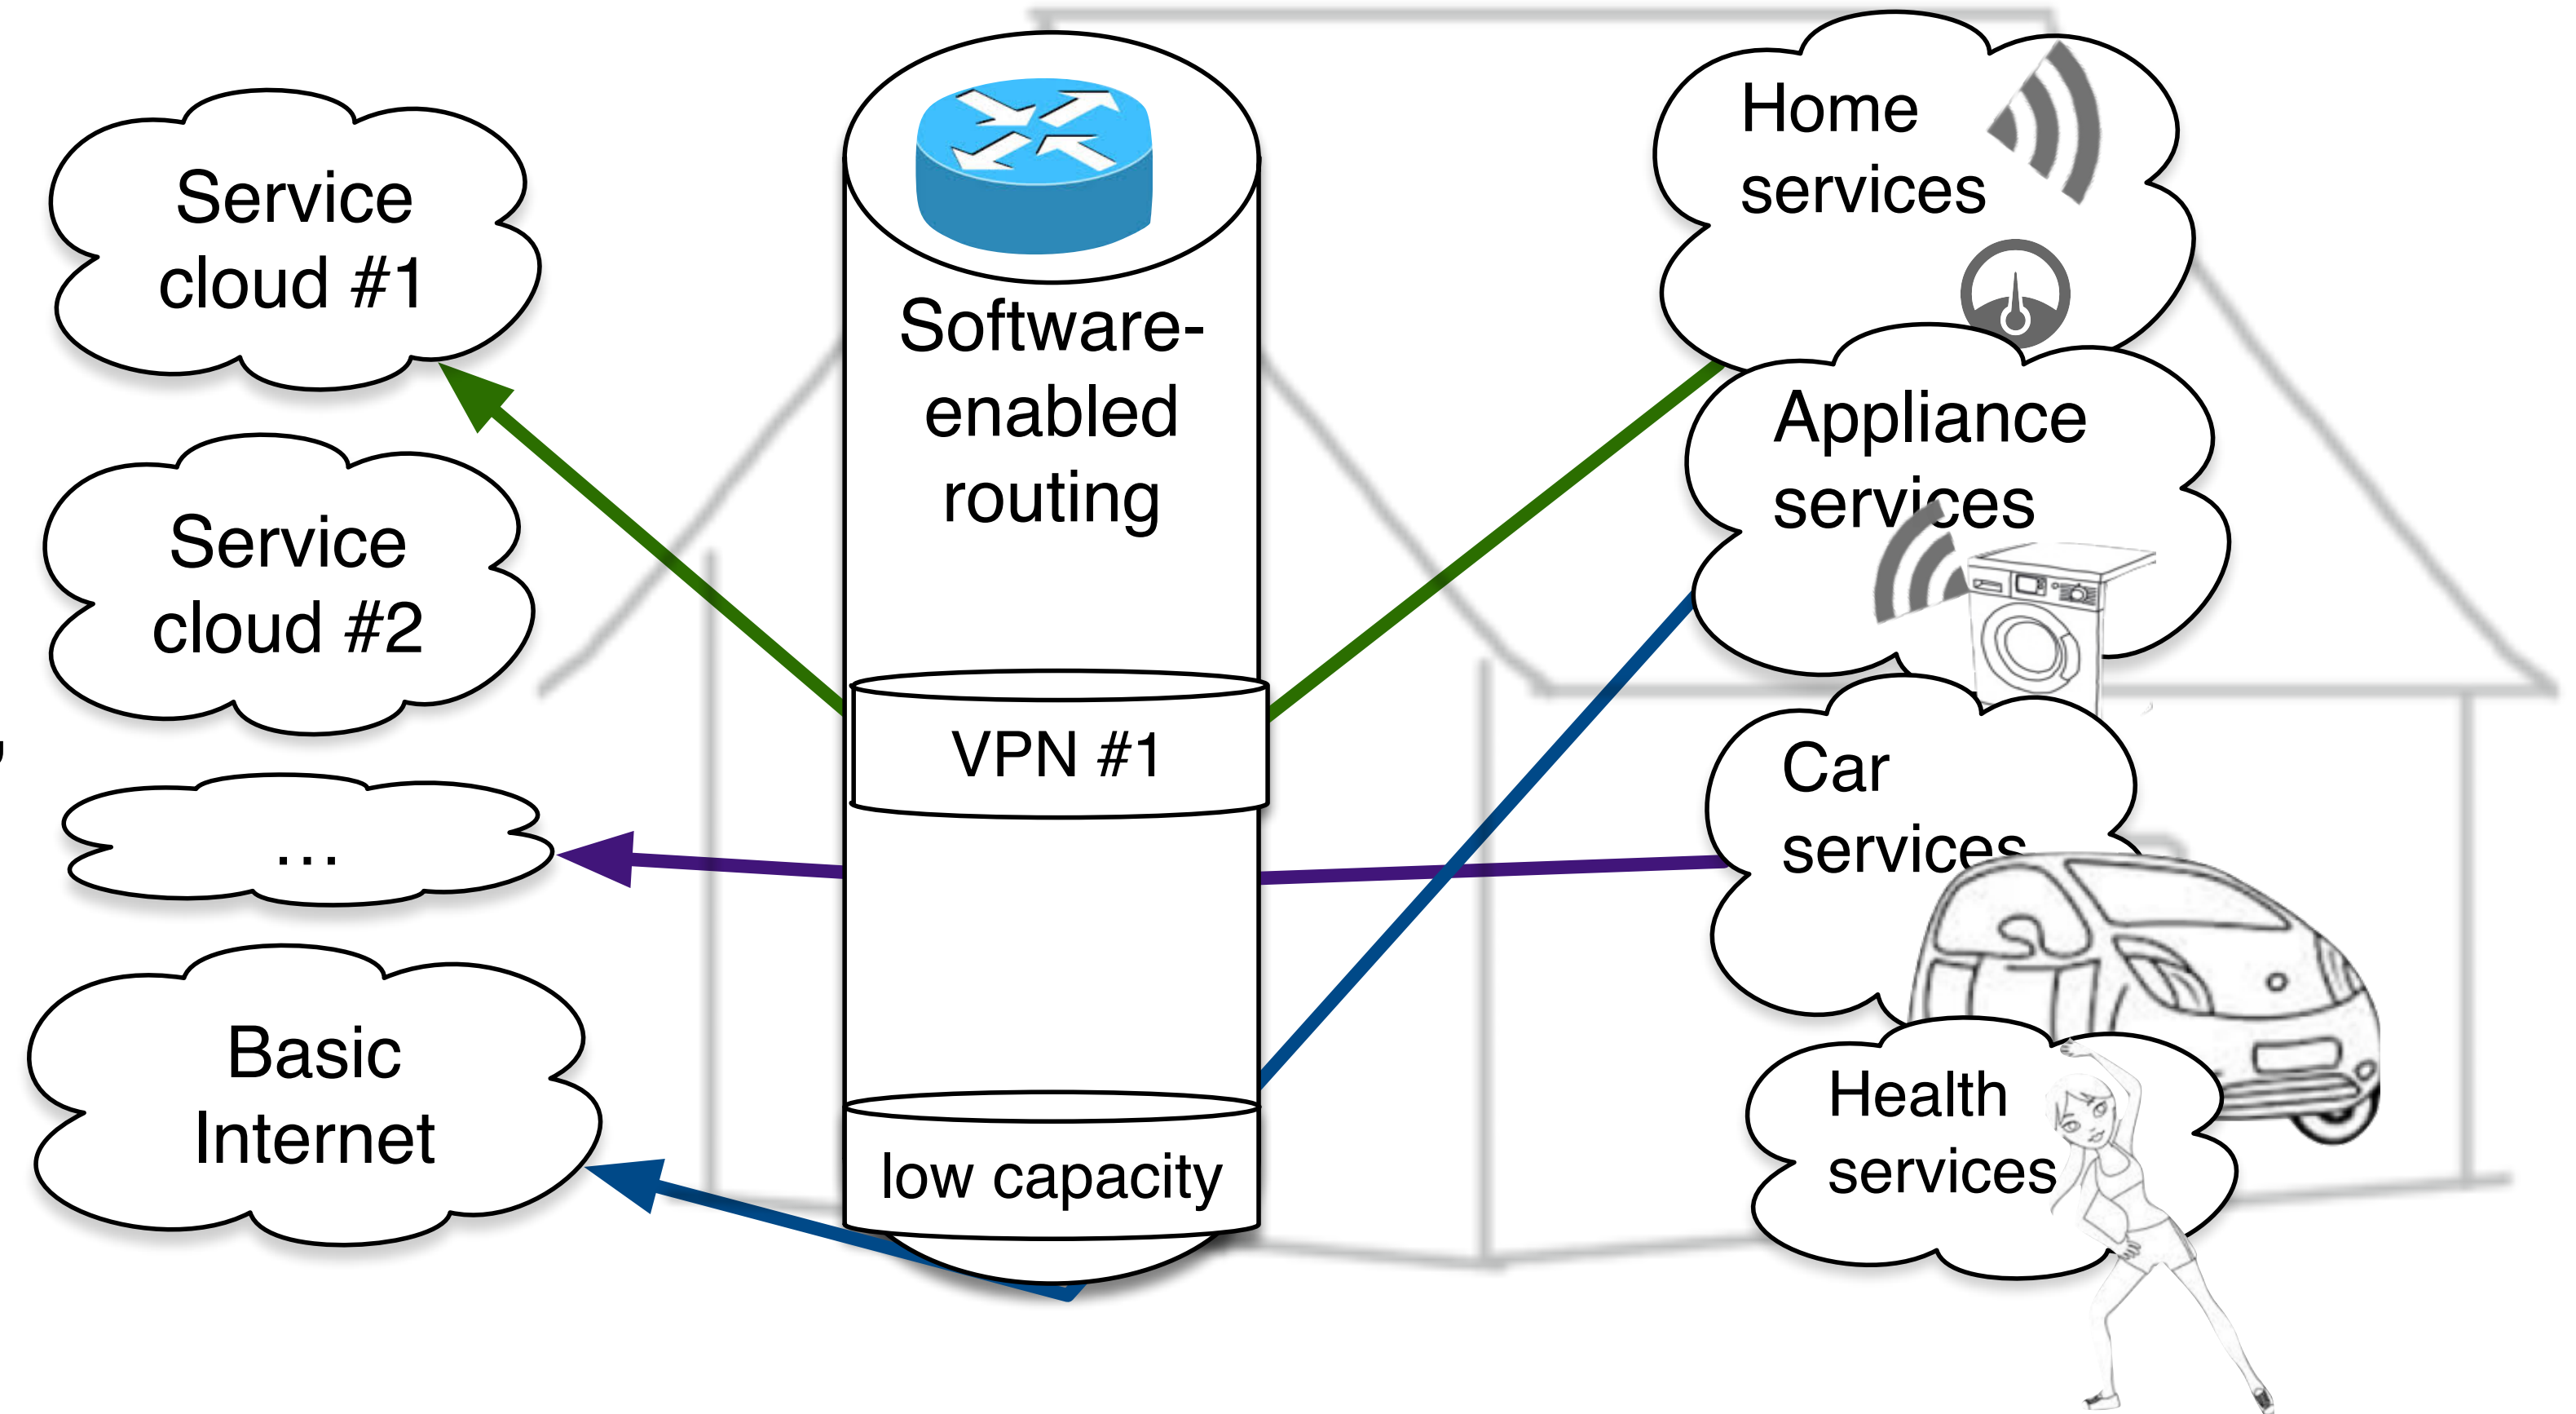 Service
cloud #1
Service
cloud #2
...
Basic
Internet
Software-
enabled
routing
VPN #1
low capacity
Home
services
Appliance
services
Car
services
Health
services